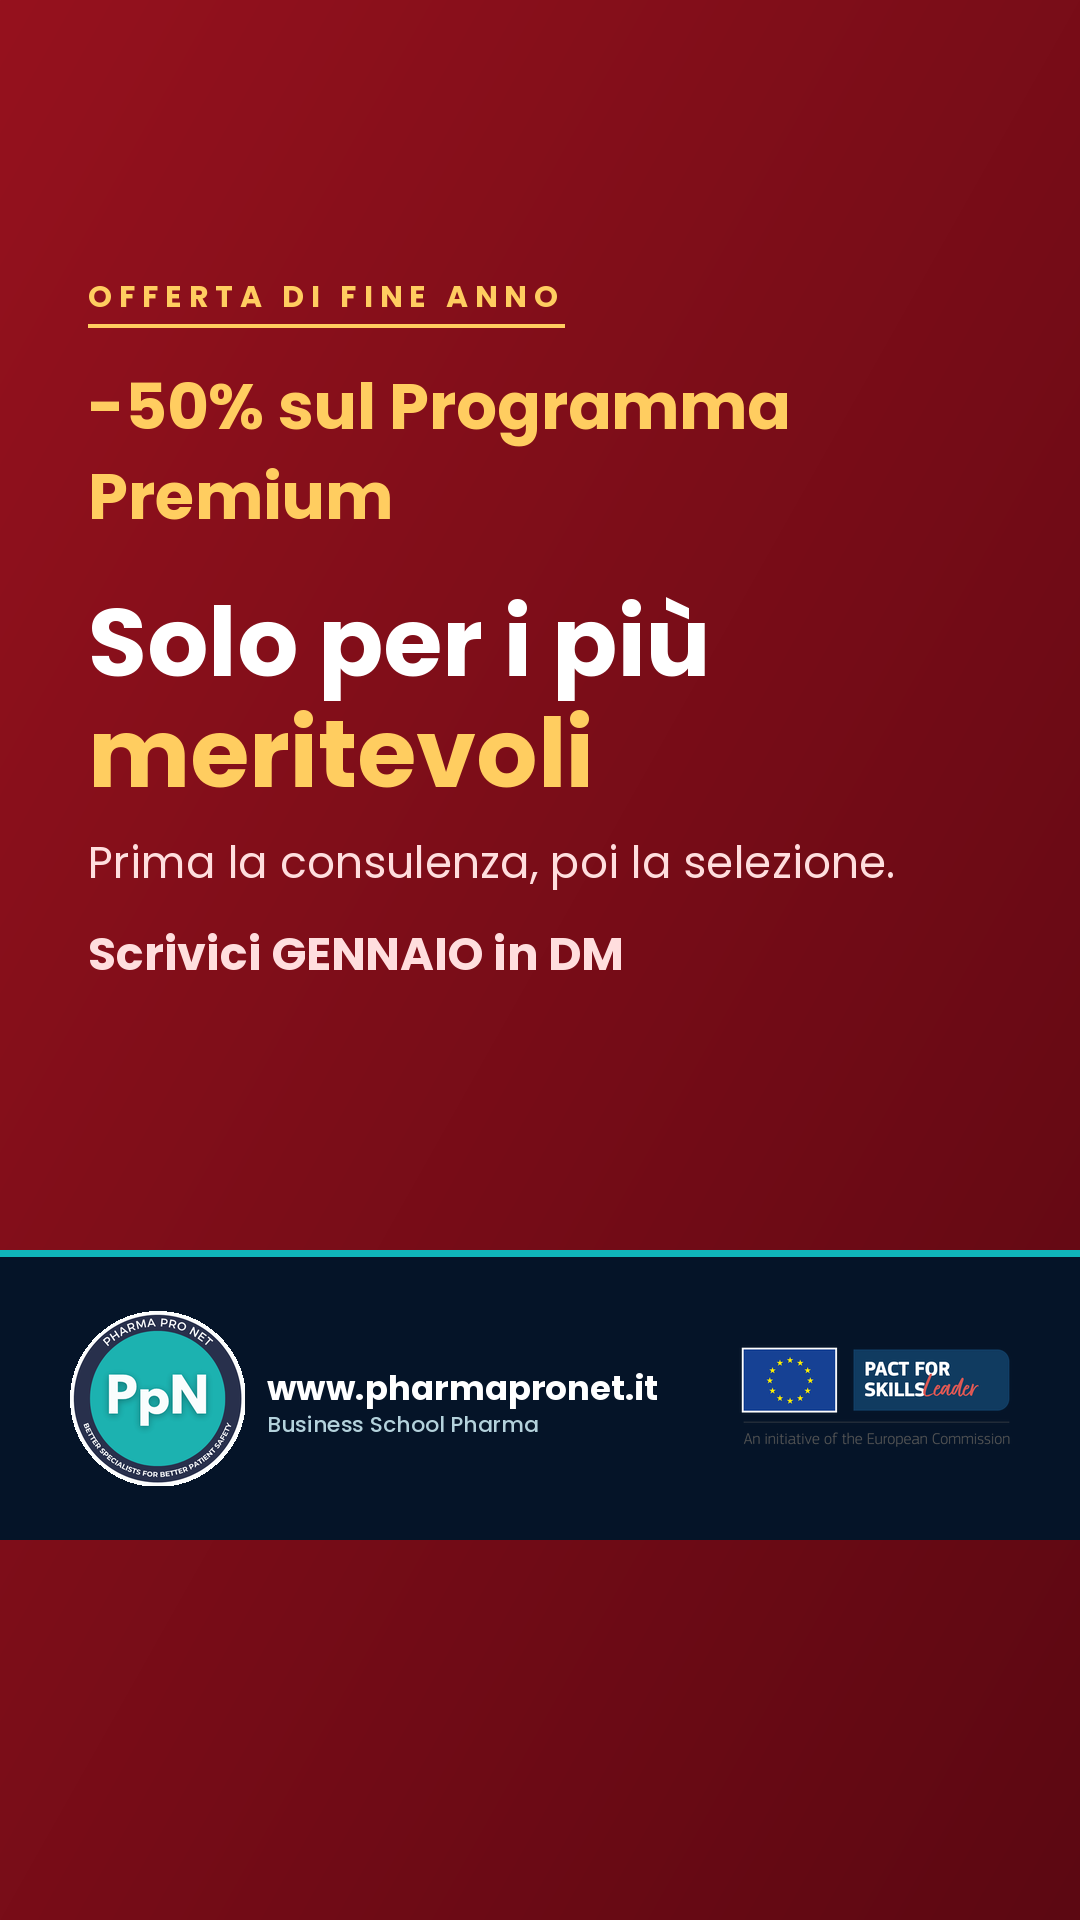 OFFERTA DI FINE ANNO
-50% sul Programma
Premium
Solo per i più
meritevoli
Prima la consulenza, poi la selezione.
Scrivici GENNAIO in DM
PHARMA PRO NET
PpN
BETTER SPECIALISTS FOR BETTER PATIENT SAFETY
www.pharmapronet.it
Business School Pharma
PACT FOR
SKILLS Leader
An initiative of the European Commission